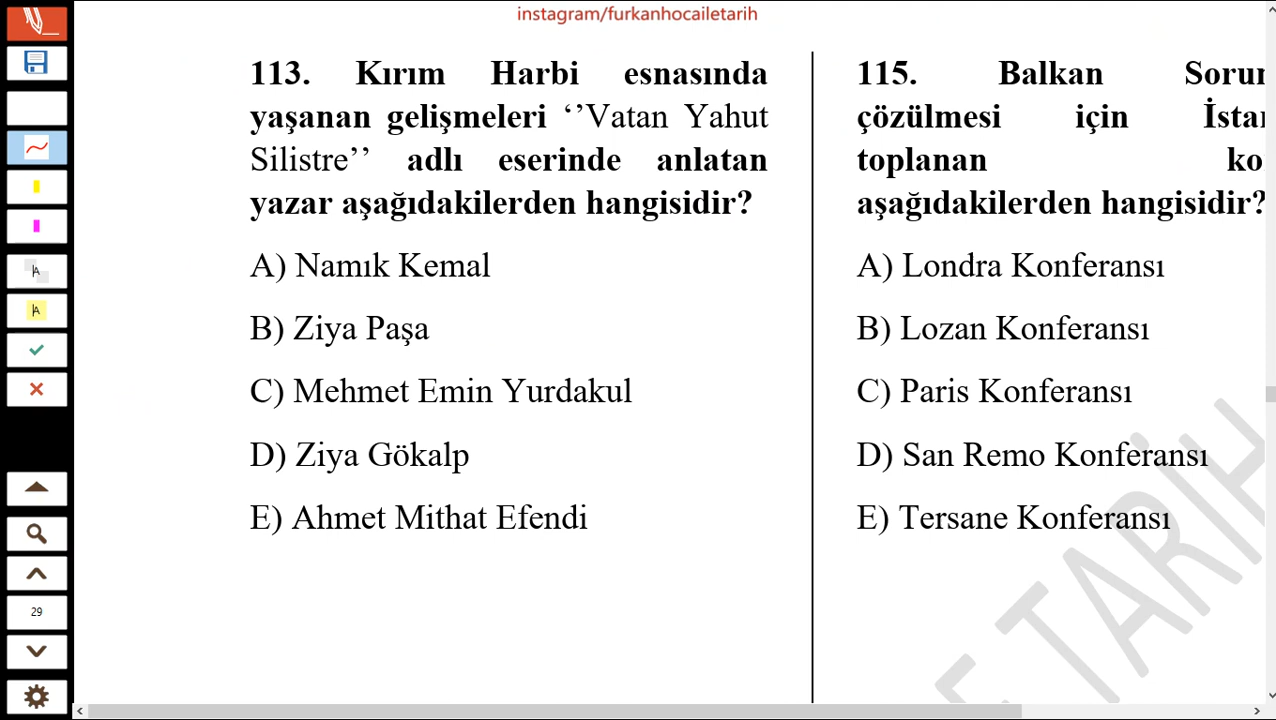 instagram/furkanhocailetarih
113. Kırım Harbi esnasında
yaşanan gelişmeleri ‘’Vatan Yahut
Silistre’’ adlı eserinde anlatan
yazar aşağıdakilerden hangisidir?
A) Namık Kemal
B) Ziya Paşa
C) Mehmet Emin Yurdakul
D) Ziya Gökalp
E) Ahmet Mithat Efendi
115. Balkan
çözülmesi için
toplanan
aşağıdakilerden hangisidir?
A) Londra Konferansı
B) Lozan Konferansı
C) Paris Konferansı
D) San Remo Konferansı
E) Tersane Konferansı
E TARİH
29